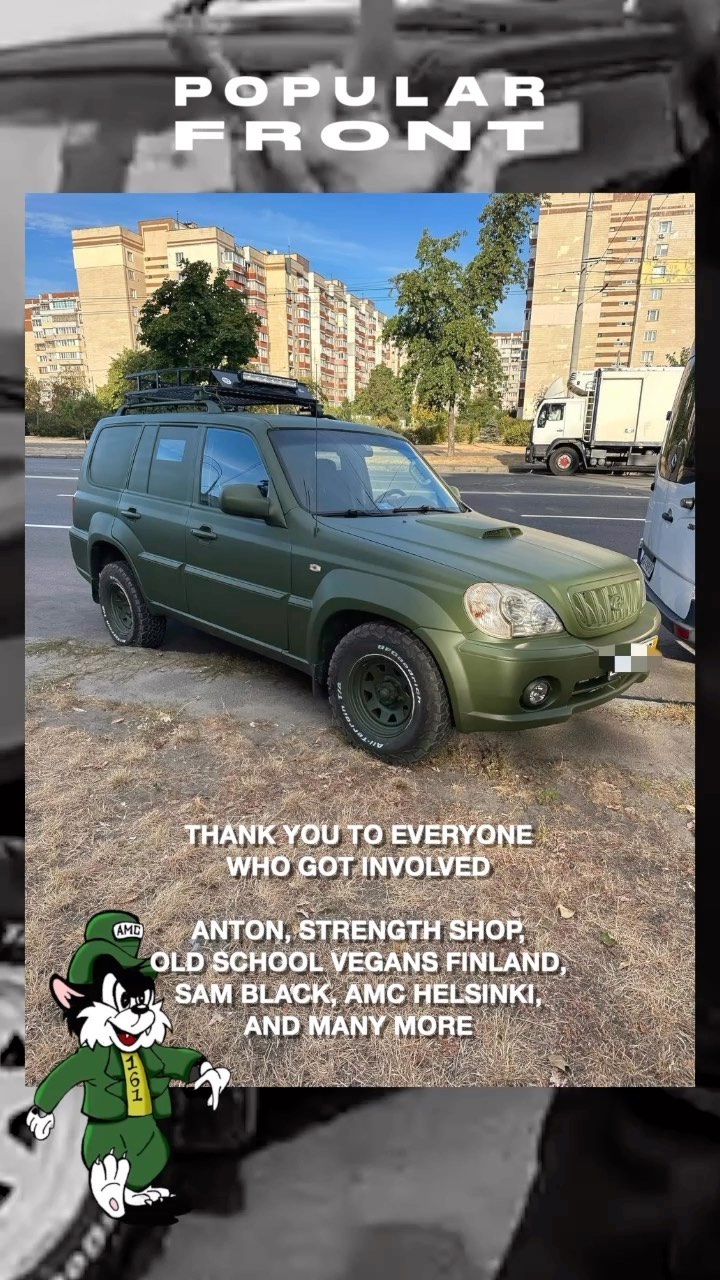 POPULAR
FRONT
BFGoodrich
All-Terrain T/A
THANK YOU TO EVERYONE
WHO GOT INVOLVED
ANTON, STRENGTH SHOP,
OLD SCHOOL VEGANS FINLAND,
SAM BLACK, AMC HELSINKI,
AND MANY MORE
AMC
161